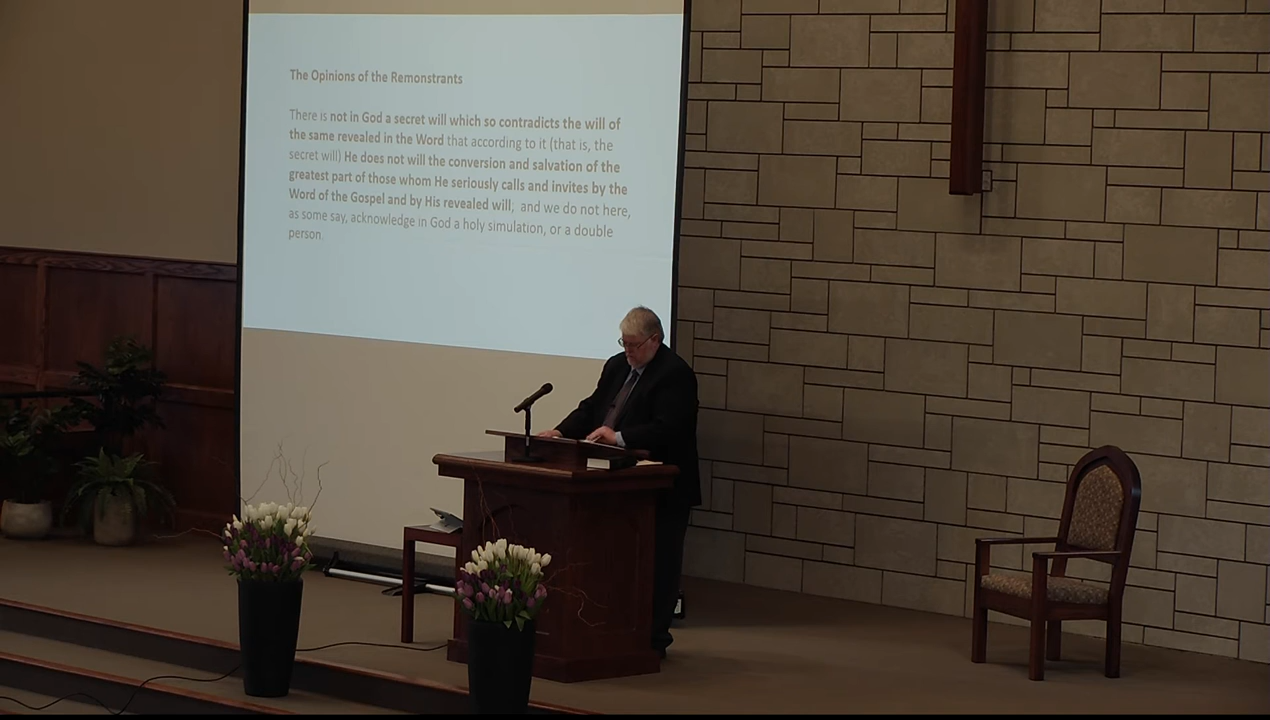 The Opinions of the Remonstrants
There is not in God a secret will which so contradicts the will of
the same revealed in the Word that according to it (that is, the
secret will) He does not will the conversion and salvation of the
greatest part of those whom He seriously calls and invites by the
Word of the Gospel and by His revealed will;  and we do not here,
as some say, acknowledge in God a holy simulation, or a double
person.